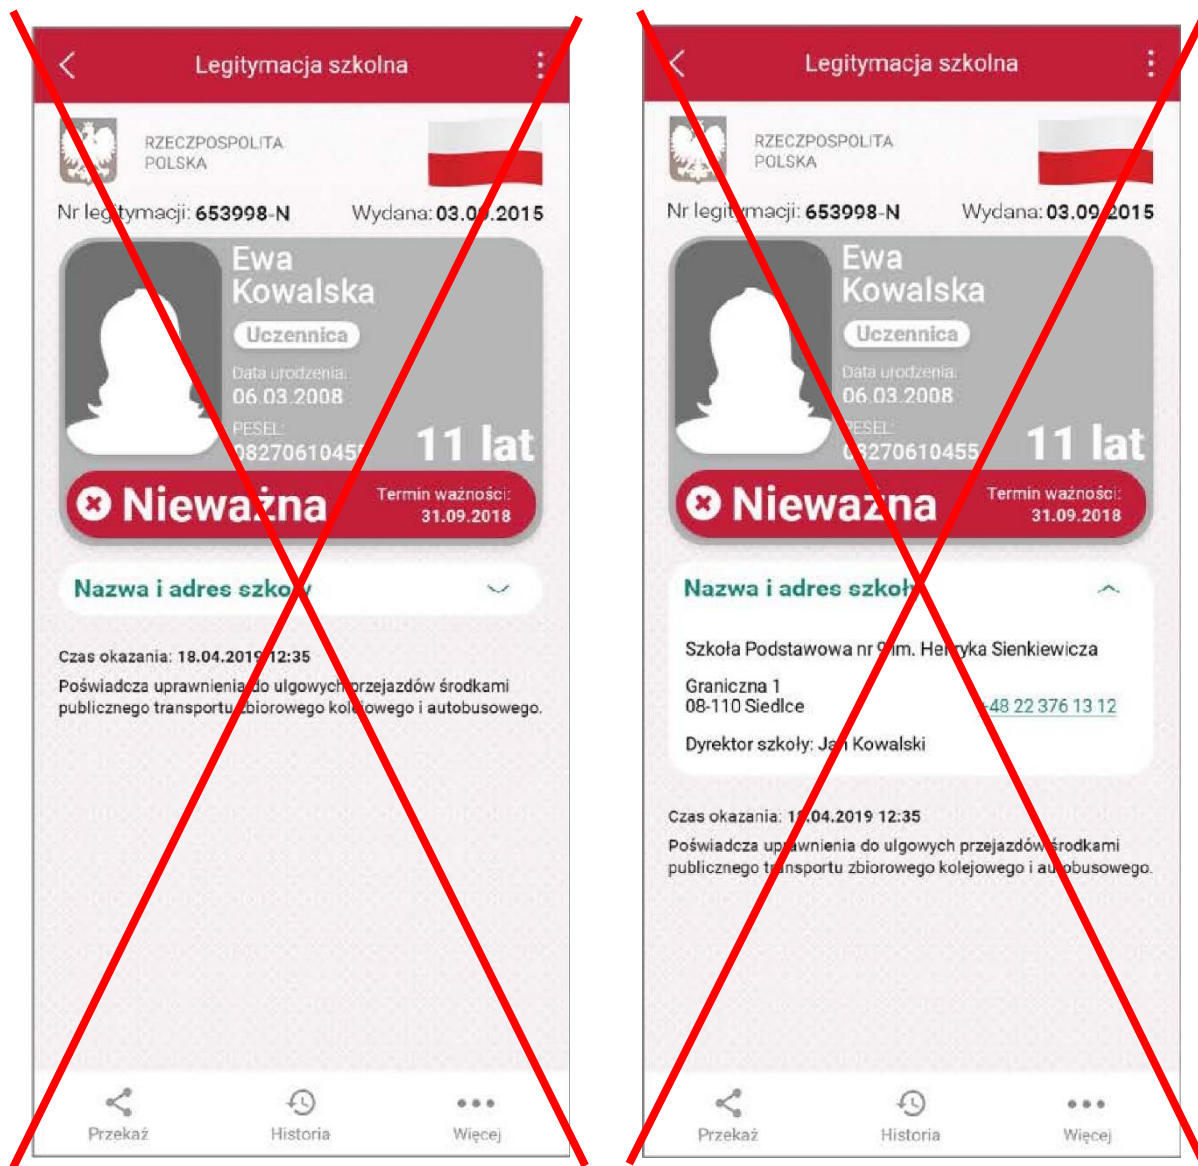 Legitymacja szkolna
RZECZPOSPOLITA
POLSKA
Nr legitymacji: 653998-N Wydana: 03.09.2015
Ewa
Kowalska
Uczennica
Data urodzenia:
06.03.2008
PESEL:
08270610455
11 lat
Nieważna
Termin ważności:
31.09.2018
Nazwa i adres szkoły
Czas okazania: 18.04.2019 12:35
Poświadcza uprawnienia do ulgowych przejazdów środkami
publicznego transportu zbiorowego kolejowego i autobusowego.
Przekaż Historia Więcej
Legitymacja szkolna
RZECZPOSPOLITA
POLSKA
Nr legitymacji: 653998-N Wydana: 03.09.2015
Ewa
Kowalska
Uczennica
Data urodzenia:
06.03.2008
PESEL:
08270610455
11 lat
Nieważna
Termin ważności:
31.09.2018
Nazwa i adres szkoły
Szkoła Podstawowa nr 9 im. Henryka Sienkiewicza
Graniczna 1
08-110 Siedlce +48 22 376 13 12
Dyrektor szkoły: Jan Kowalski
Czas okazania: 18.04.2019 12:35
Poświadcza uprawnienia do ulgowych przejazdów środkami
publicznego transportu zbiorowego kolejowego i autobusowego.
Przekaż Historia Więcej